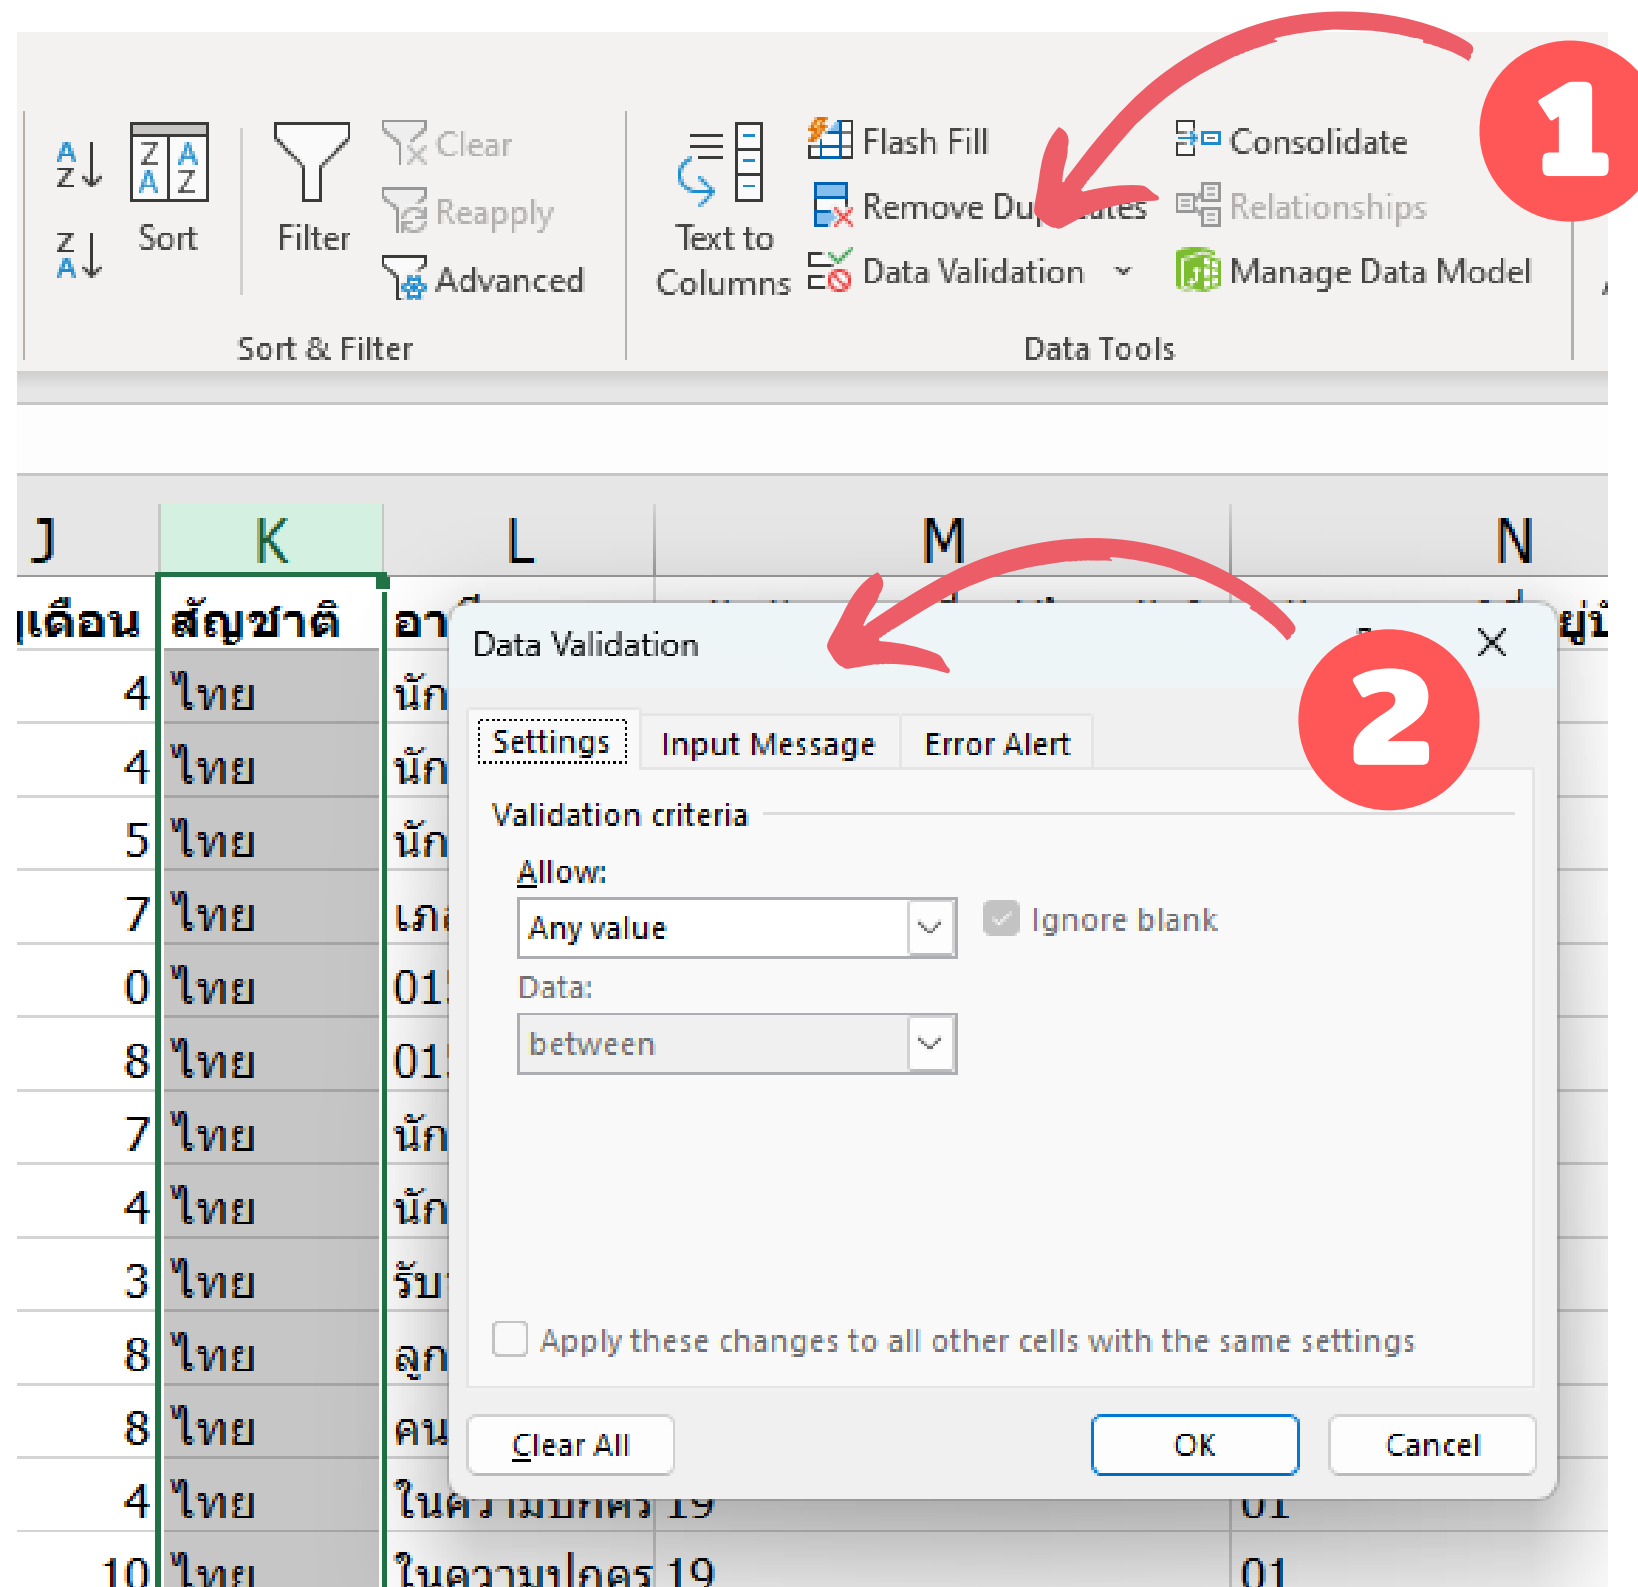 1
Flash Fill
Clear
Consolidate
Sort
Filter
Reapply
Text to Columns
Remove Du
Relationships
Advanced
Data Validation
Manage Data Model
Sort & Filter
Data Tools
J K L M N
สัญชาติ
Data Validation
2
Settings Input Message Error Alert
Validation criteria
Allow:
Any value
Ignore blank
Data:
between
Apply these changes to all other cells with the same settings
Clear All OK Cancel
4 ไทย
4 ไทย
5 ไทย
7 ไทย
0 ไทย
8 ไทย
7 ไทย
4 ไทย
3 ไทย
8 ไทย
8 ไทย
4 ไทย 19 01
10 ไทย 19 01